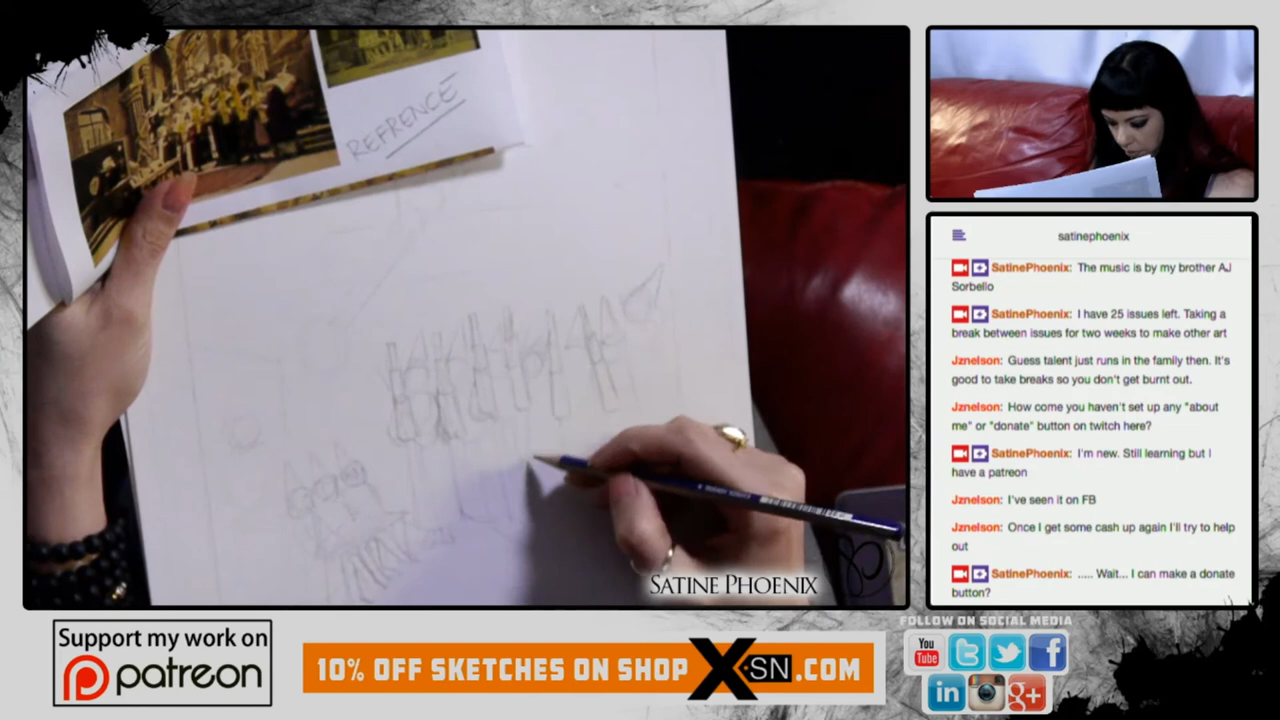 REFRENCE
SATINE PHOENIX
satinephoenix
SatinePhoenix: The music is by my brother AJ
Sorbello
SatinePhoenix: I have 25 issues left. Taking a
break between issues for two weeks to make other art
Jznelson: Guess talent just runs in the family then. It's
good to take breaks so you don't get burnt out.
Jznelson: How come you haven't set up any "about
me" or "donate" button on twitch here?
SatinePhoenix: I'm new. Still learning but I
have a patreon
Jznelson: I've seen it on FB
Jznelson: Once I get some cash up again I'll try to help
out
SatinePhoenix: ..... Wait... I can make a donate
button?
Support my work on
patreon
10% OFF SKETCHES ON SHOP XSN.COM
FOLLOW ON SOCIAL MEDIA
You
Tube
t
f
in
g+